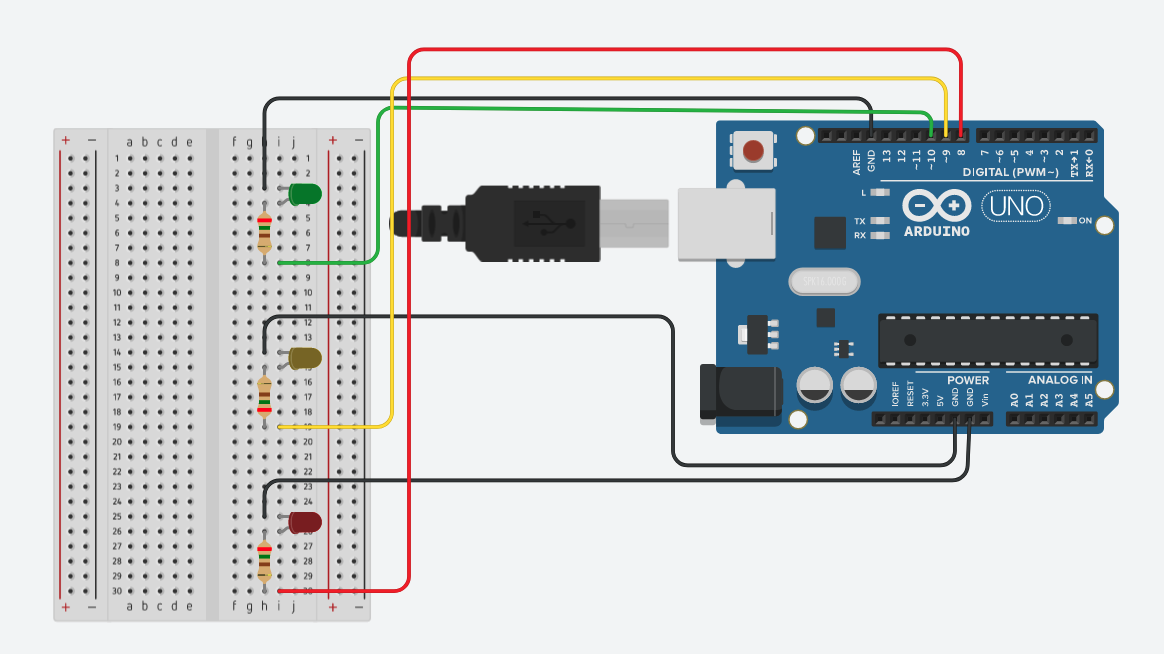 + − a b c d e f g i j + −
1 1
2 2
3 3
4 4
5 5
6 6
7 7
8 8
9 9
10 10
11 11
12 12
13 13
14 14
15 15
16 16
17 17
18 18
19 19
20 20
21 21
22 22
23 23
24 24
25 25
26 26
27 27
28 28
29 29
30 30
+ − a b c d e f g h i j + −
AREF
GND
13
12
~11
~10
~9
8
7
~6
~5
4
~3
2
TX→1
RX←0
DIGITAL (PWM~)
L
TX
RX
UNO
ARDUINO
ON
POWER
ANALOG IN
IOREF
RESET
3.3V
5V
GND
GND
Vin
A0
A1
A2
A3
A4
A5